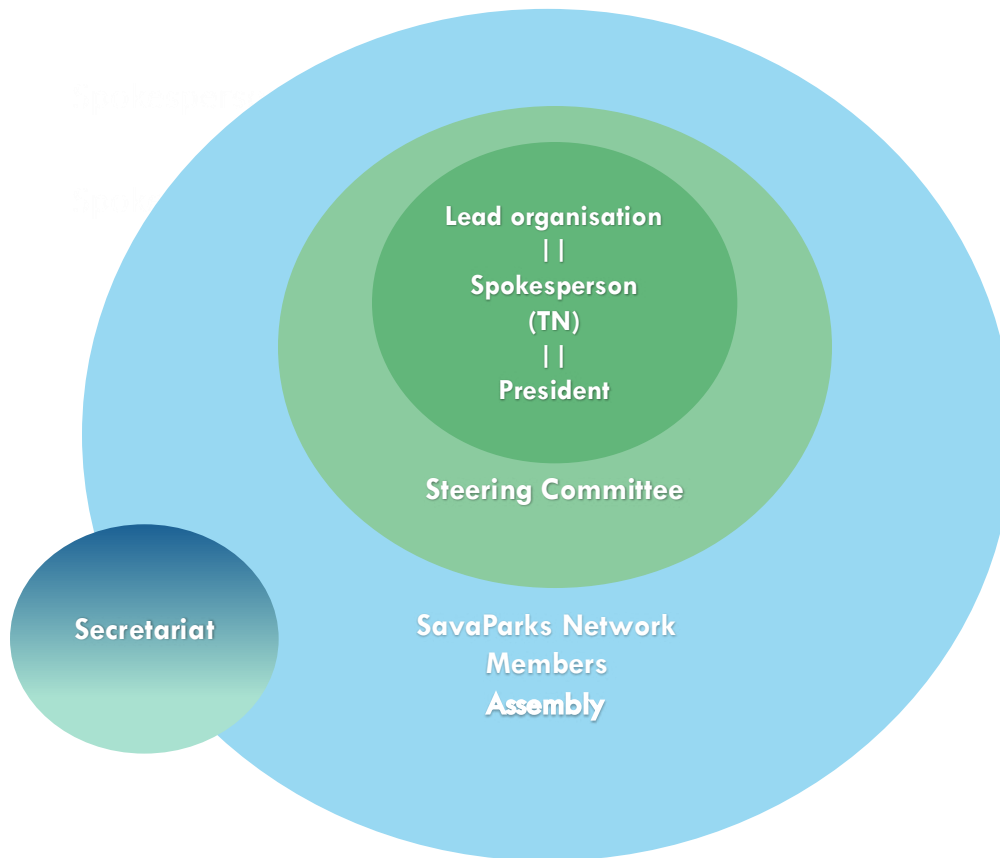 Lead organisation
||
Spokesperson
(TN)
||
President
Steering Committee
Secretariat
SavaParks Network
Members
Assembly